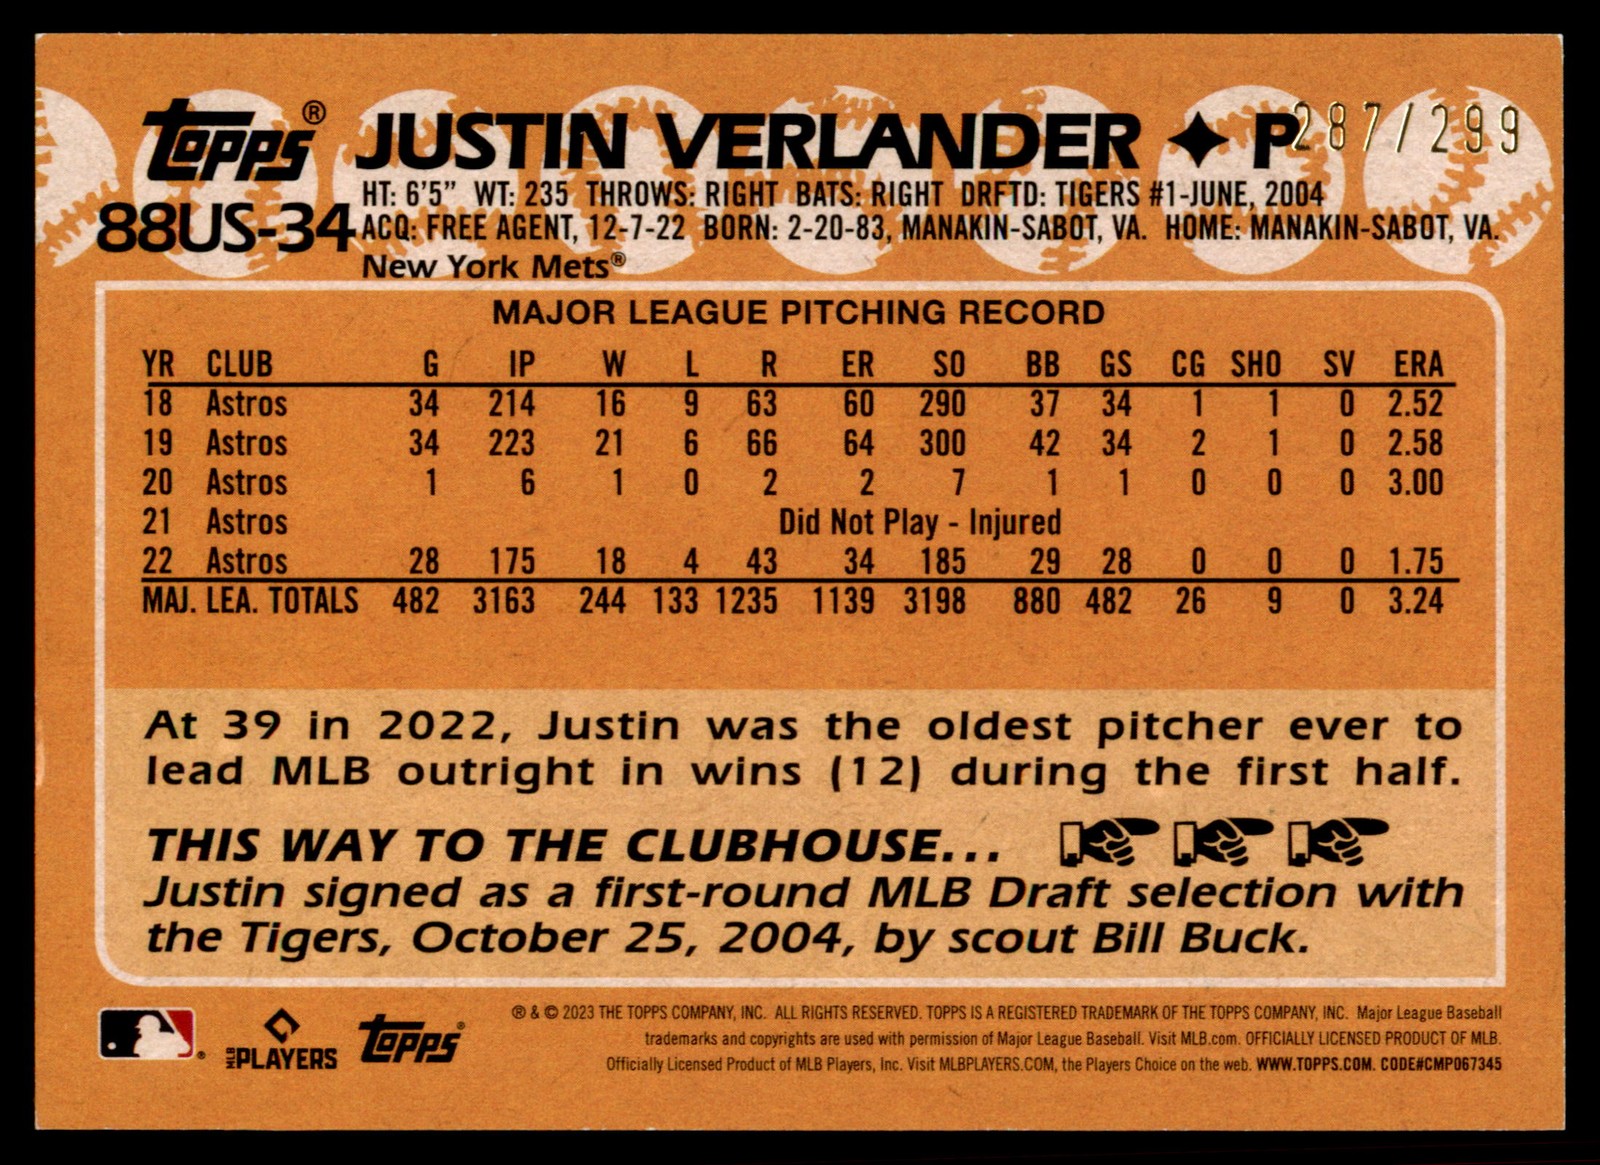 Topps® JUSTIN VERLANDER ✦ P 287/299
HT: 6'5" WT: 235 THROWS: RIGHT BATS: RIGHT DRFTD: TIGERS #1-JUNE, 2004
88US-34 ACQ: FREE AGENT, 12-7-22 BORN: 2-20-83, MANAKIN-SABOT, VA. HOME: MANAKIN-SABOT, VA.
New York Mets®
MAJOR LEAGUE PITCHING RECORD
YR CLUB G IP W L R ER SO BB GS CG SHO SV ERA
18 Astros 34 214 16 9 63 60 290 37 34 1 1 0 2.52
19 Astros 34 223 21 6 66 64 300 42 34 2 1 0 2.58
20 Astros 1 6 1 0 2 2 7 1 1 0 0 0 3.00
21 Astros Did Not Play - Injured
22 Astros 28 175 18 4 43 34 185 29 28 0 0 0 1.75
MAJ. LEA. TOTALS 482 3163 244 133 1235 1139 3198 880 482 26 9 0 3.24
At 39 in 2022, Justin was the oldest pitcher ever to
lead MLB outright in wins (12) during the first half.
THIS WAY TO THE CLUBHOUSE...
Justin signed as a first-round MLB Draft selection with
the Tigers, October 25, 2004, by scout Bill Buck.
MLB PLAYERS Topps®
® & © 2023 THE TOPPS COMPANY, INC. ALL RIGHTS RESERVED. TOPPS IS A REGISTERED TRADEMARK OF THE TOPPS COMPANY, INC. Major League Baseball
trademarks and copyrights are used with permission of Major League Baseball. Visit MLB.com. OFFICIALLY LICENSED PRODUCT OF MLB.
Officially Licensed Product of MLB Players, Inc. Visit MLBPLAYERS.COM, the Players Choice on the web. WWW.TOPPS.COM. CODE#CMP067345